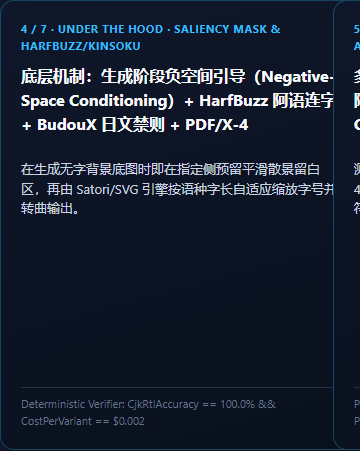 4 / 7 · UNDER THE HOOD · SALIENCY MASK &
HARFBUZZ/KINSOKU
底层机制：生成阶段负空间引导（Negative-
Space Conditioning）+ HarfBuzz 阿语连字
+ BudouX 日文禁则 + PDF/X-4
在生成无字背景底图时即在指定侧预留平滑散景留白
区，再由 Satori/SVG 引擎按语种字长自适应缩放字号并
转曲输出。
Deterministic Verifier: CjkRtlAccuracy == 100.0% &&
CostPerVariant == $0.002